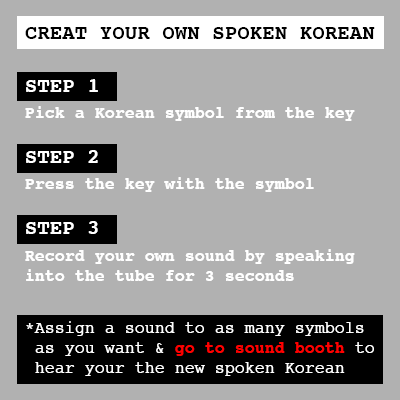 CREAT YOUR OWN SPOKEN KOREAN
STEP 1
Pick a Korean symbol from the key
STEP 2
Press the key with the symbol
STEP 3
Record your own sound by speaking
into the tube for 3 seconds
*Assign a sound to as many symbols
as you want & go to sound booth to
hear your the new spoken Korean